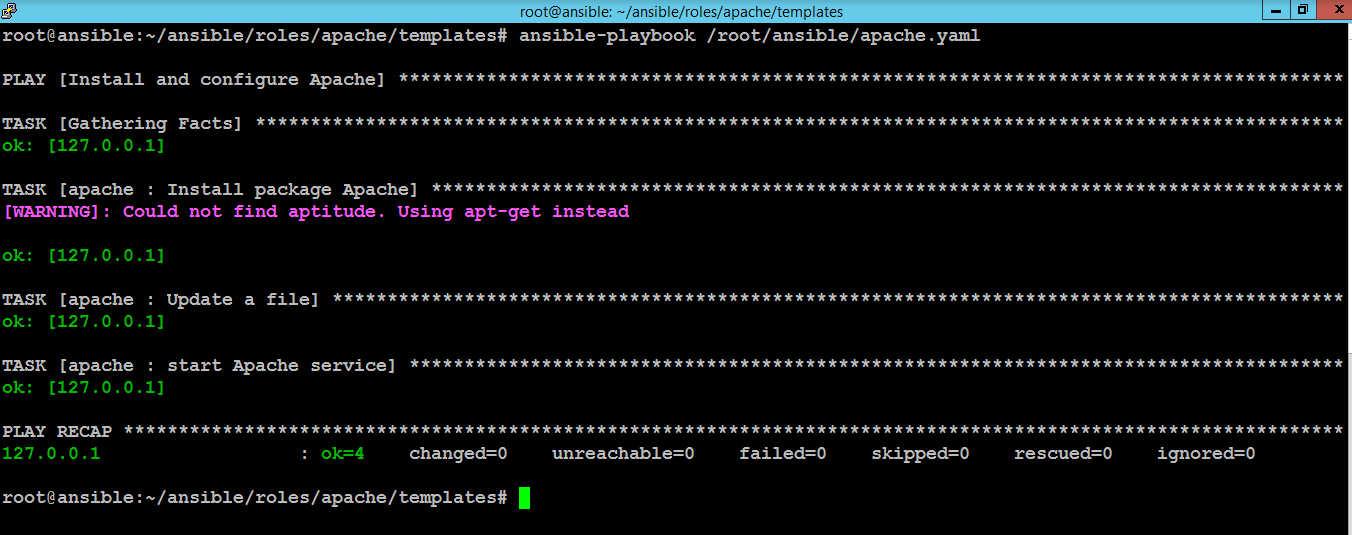 root@ansible: ~/ansible/roles/apache/templates
root@ansible:~/ansible/roles/apache/templates# ansible-playbook /root/ansible/apache.yaml
PLAY [Install and configure Apache] **************************************************************************************
TASK [Gathering Facts] ***************************************************************************************************
ok: [127.0.0.1]
TASK [apache : Install package Apache] ***********************************************************************************
[WARNING]: Could not find aptitude. Using apt-get instead
ok: [127.0.0.1]
TASK [apache : Update a file] ********************************************************************************************
ok: [127.0.0.1]
TASK [apache : start Apache service] *************************************************************************************
ok: [127.0.0.1]
PLAY RECAP ***************************************************************************************************************
127.0.0.1                  : ok=4    changed=0    unreachable=0    failed=0    skipped=0    rescued=0    ignored=0
root@ansible:~/ansible/roles/apache/templates#